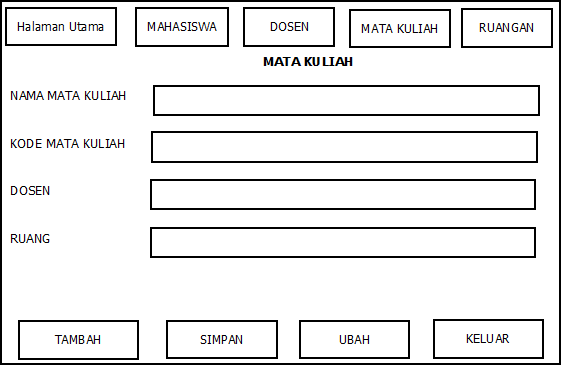 Halaman Utama MAHASISWA DOSEN MATA KULIAH RUANGAN
MATA KULIAH
NAMA MATA KULIAH
KODE MATA KULIAH
DOSEN
RUANG
TAMBAH SIMPAN UBAH KELUAR